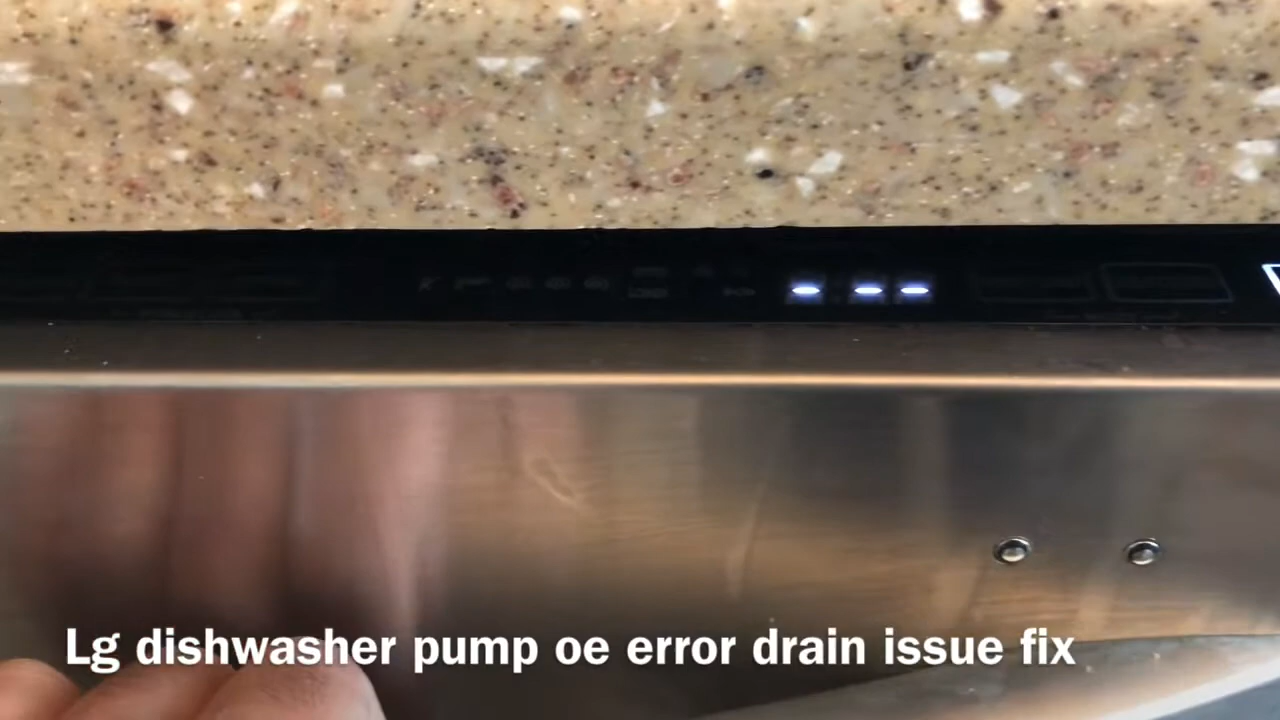 - - -
Lg dishwasher pump oe error drain issue fix